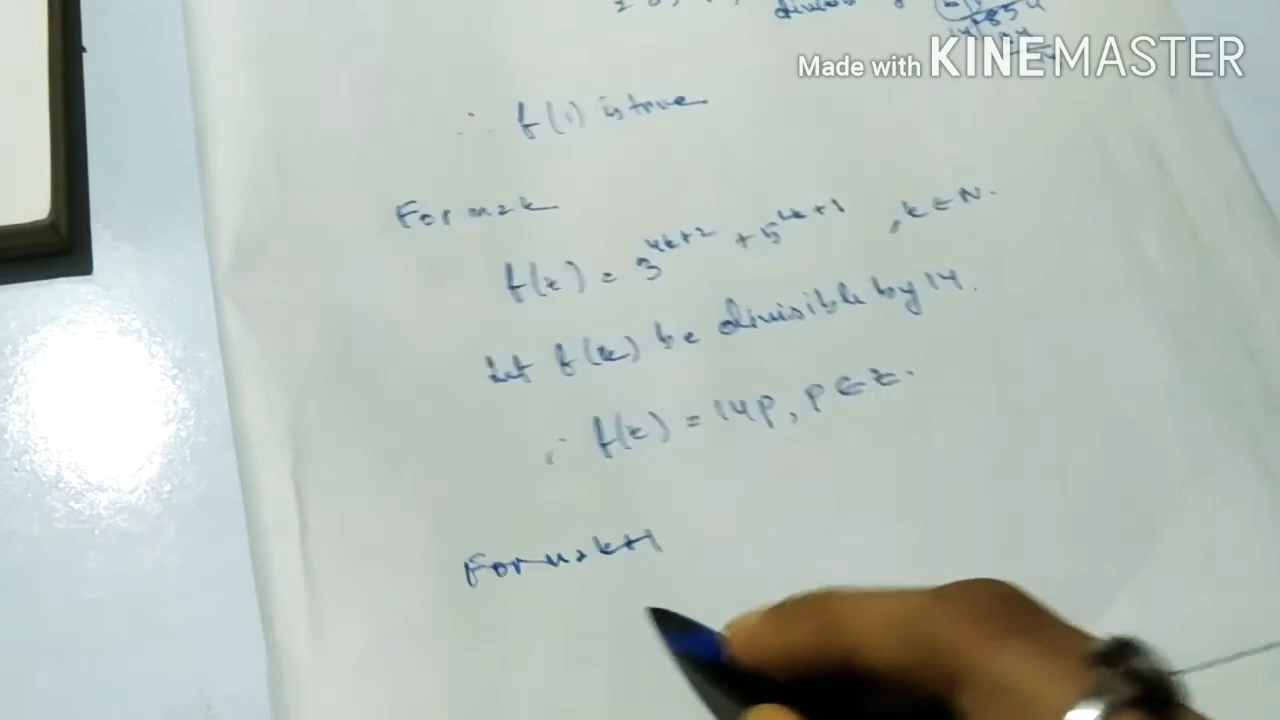 Made with KINEMASTER
∴ f(1) is true
For n=k
f(k) = 3^{4k+2} + 5^{2k+1}, k ∈ N.
Let f(k) be divisible by 14.
∴ f(k) = 14p, p ∈ Z.
For n=k+1